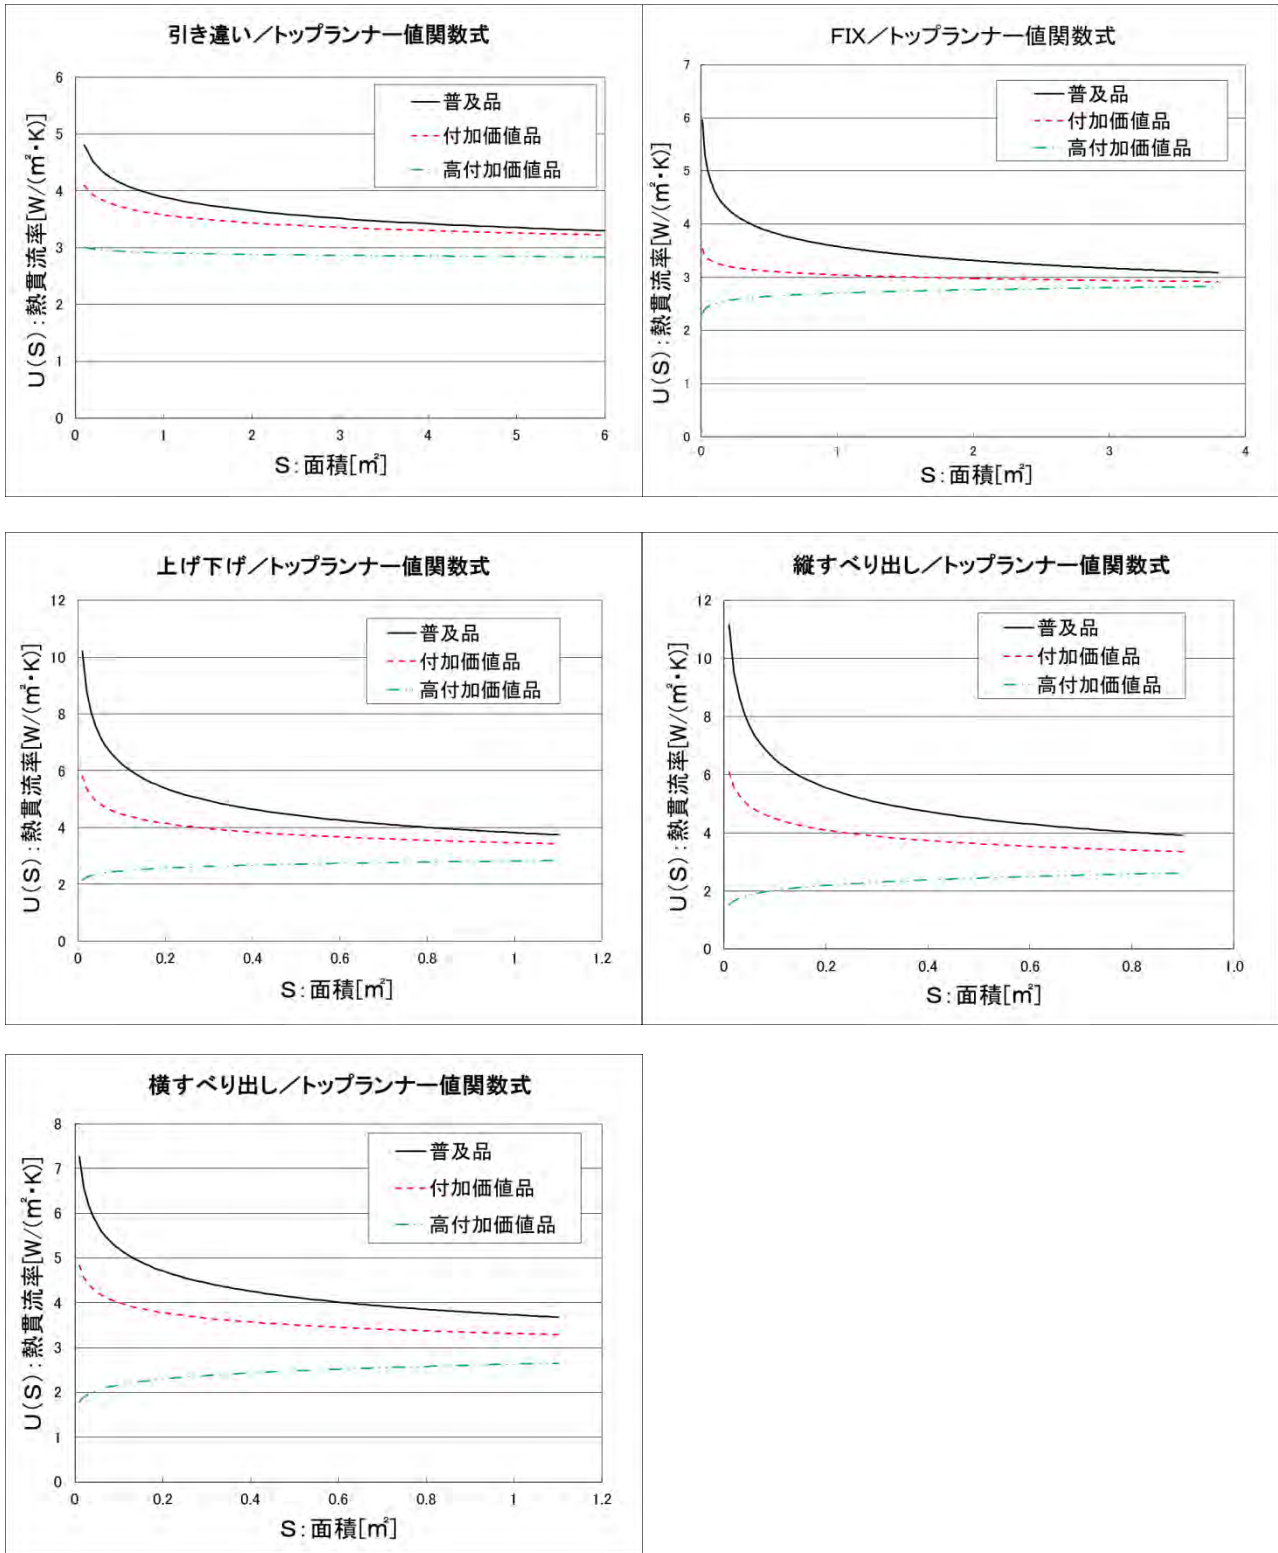 引き違い／トップランナー値関数式
6
5
4
3
2
1
0
U(S):熱貫流率[W/(㎡・K)]
普及品
付加価値品
高付加価値品
0 1 2 3 4 5 6
S:面積[㎡]
FIX／トップランナー値関数式
7
6
5
4
3
2
1
0
U(S):熱貫流率[W/(㎡・K)]
普及品
付加価値品
高付加価値品
0 1 2 3 4
S:面積[㎡]
上げ下げ／トップランナー値関数式
12
10
8
6
4
2
0
U(S):熱貫流率[W/(㎡・K)]
普及品
付加価値品
高付加価値品
0 0.2 0.4 0.6 0.8 1 1.2
S:面積[㎡]
縦すべり出し／トップランナー値関数式
12
10
8
6
4
2
0
U(S):熱貫流率[W/(㎡・K)]
普及品
付加価値品
高付加価値品
0 0.2 0.4 0.6 0.8 1.0
S:面積[㎡]
横すべり出し／トップランナー値関数式
8
7
6
5
4
3
2
1
0
U(S):熱貫流率[W/(㎡・K)]
普及品
付加価値品
高付加価値品
0 0.2 0.4 0.6 0.8 1 1.2
S:面積[㎡]